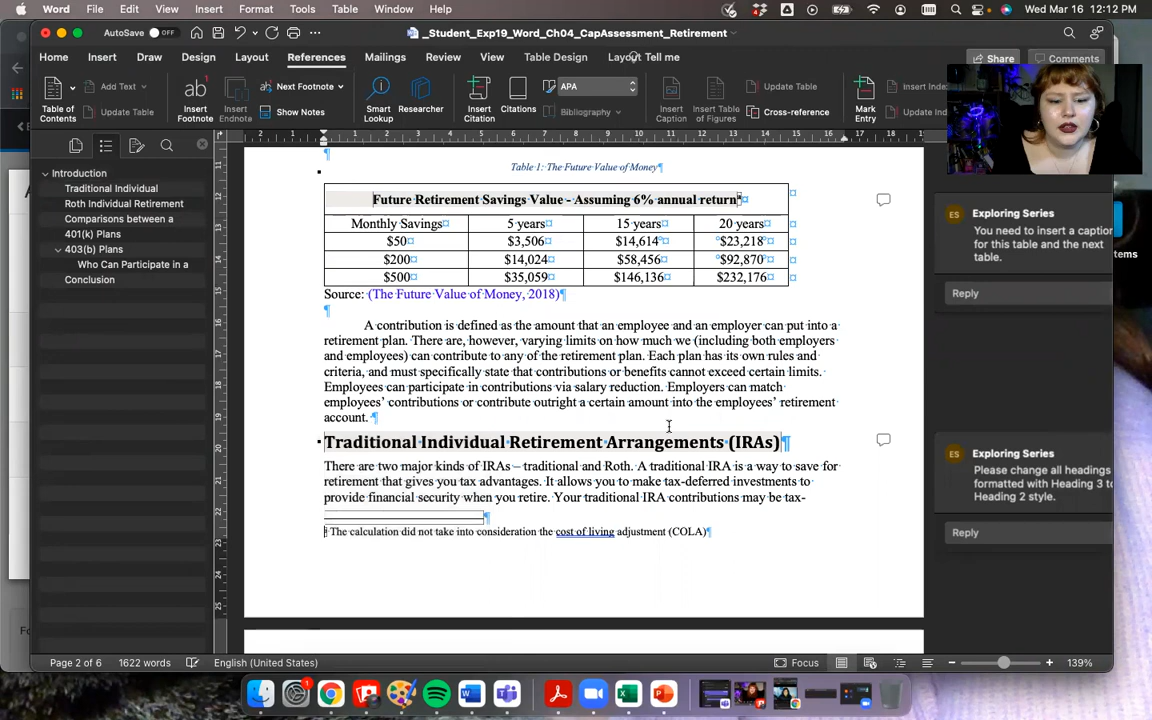 Word File Edit View Insert Format Tools Table Window Help Wed Mar 16 12:12 PM
AutoSave OFF _Student_Exp19_Word_Ch04_CapAssessment_Retirement
Home Insert Draw Design Layout References Mailings Review View Table Design Layout Tell me Share Comments
Table of Contents
Add Text
Update Table
ab
Insert Footnote
Insert Endnote
Next Footnote
Show Notes
Smart Lookup
Researcher
Insert Citation
Citations
APA
Bibliography
Insert Caption
Insert Table of Figures
Update Table
Cross-reference
Mark Entry
Insert Index
Introduction
Traditional Individual
Roth Individual Retirement
Comparisons between a
401(k) Plans
403(b) Plans
Who Can Participate in a
Conclusion
Table 1: The Future Value of Money¶
Future Retirement Savings Value - Assuming 6% annual return
Monthly Savings 5 years 15 years 20 years
$50 $3,506 $14,614 $23,218
$200 $14,024 $58,456 $92,870
$500 $35,059 $146,136 $232,176
Source: (The Future Value of Money, 2018)¶
¶
A contribution is defined as the amount that an employee and an employer can put into a
retirement plan. There are, however, varying limits on how much we (including both employers
and employees) can contribute to any of the retirement plan. Each plan has its own rules and
criteria, and must specifically state that contributions or benefits cannot exceed certain limits.
Employees can participate in contributions via salary reduction. Employers can match
employees’ contributions or contribute outright a certain amount into the employees’ retirement
account. ¶
Traditional Individual Retirement Arrangements (IRAs)¶
There are two major kinds of IRAs – traditional and Roth. A traditional IRA is a way to save for
retirement that gives you tax advantages. It allows you to make tax-deferred investments to
provide financial security when you retire. Your traditional IRA contributions may be tax-
¶
The calculation did not take into consideration the cost of living adjustment (COLA)¶
ES Exploring Series
You need to insert a caption
for this table and the next
table.
Reply
ES Exploring Series
Please change all headings
formatted with Heading 3 to
Heading 2 style.
Reply
tems
Page 2 of 6 1622 words English (United States) Focus 139%